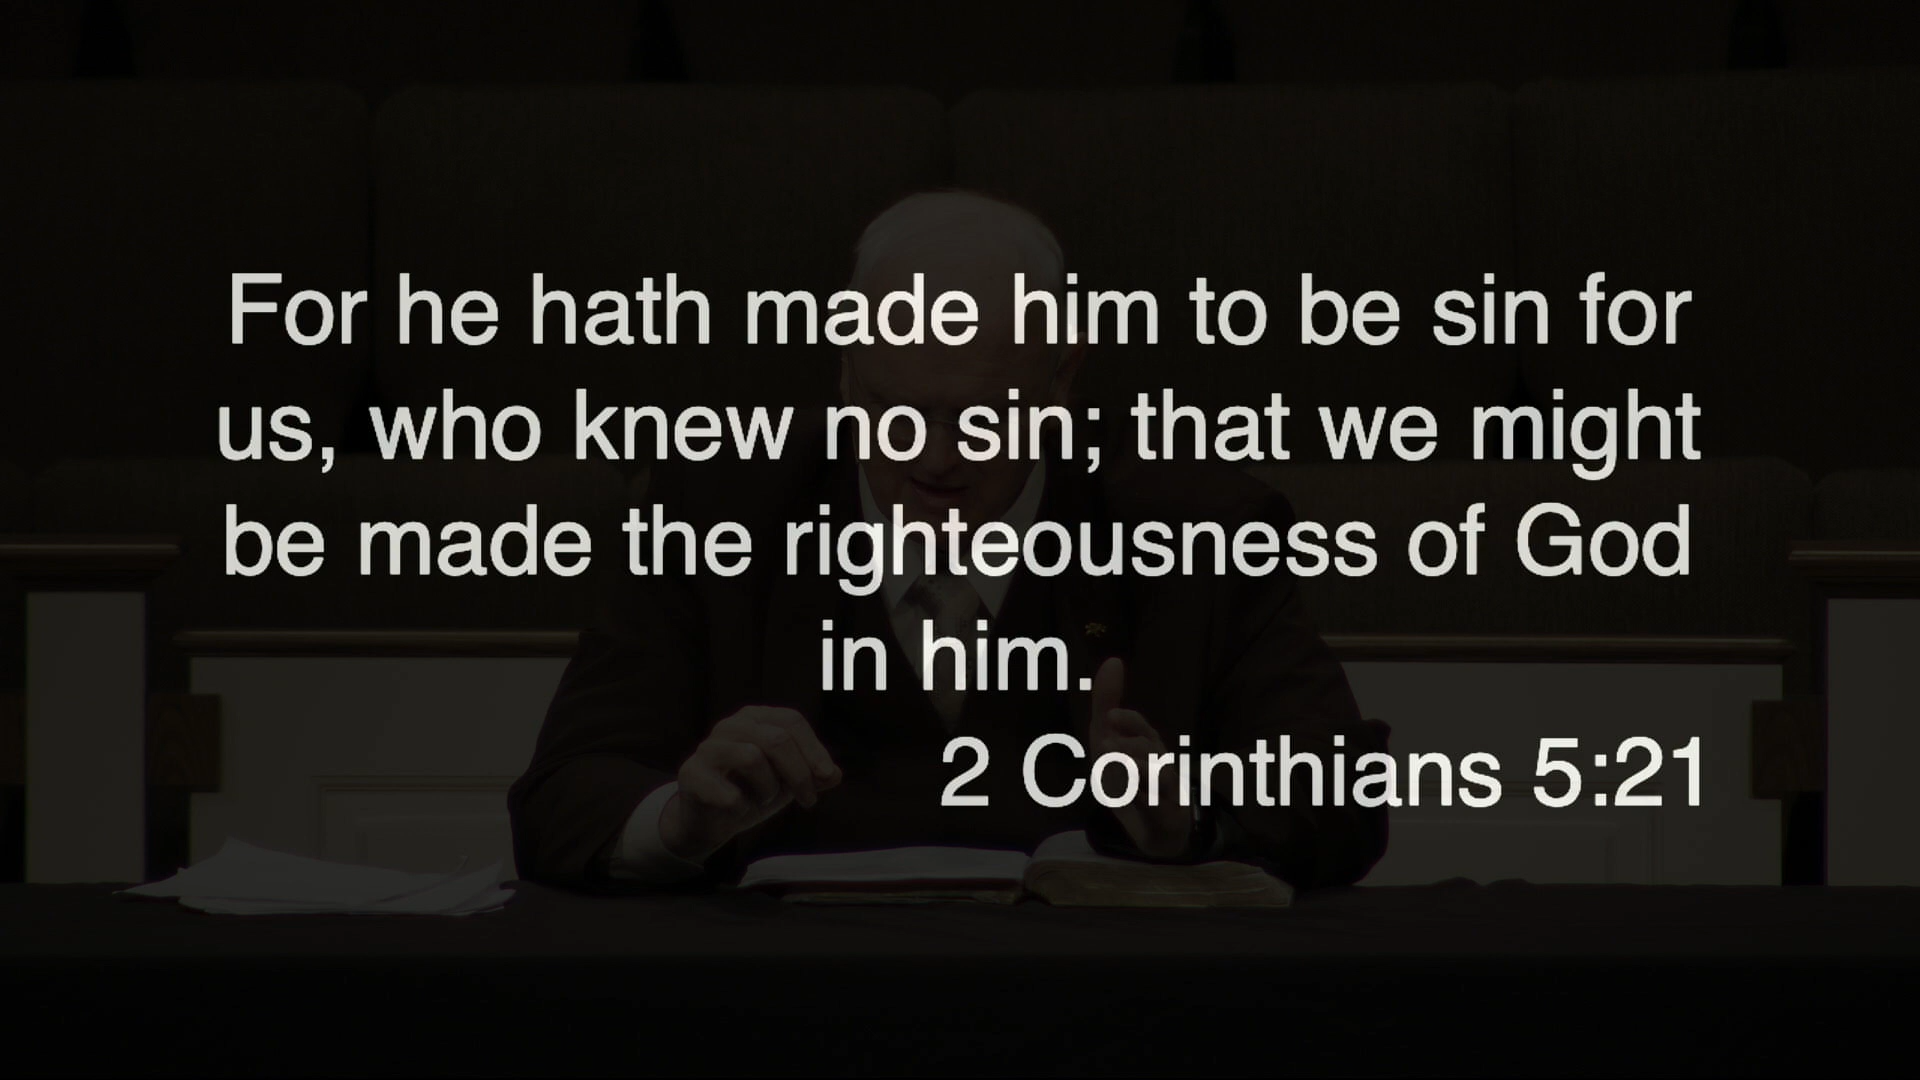 For he hath made him to be sin for
us, who knew no sin; that we might
be made the righteousness of God
in him.
2 Corinthians 5:21